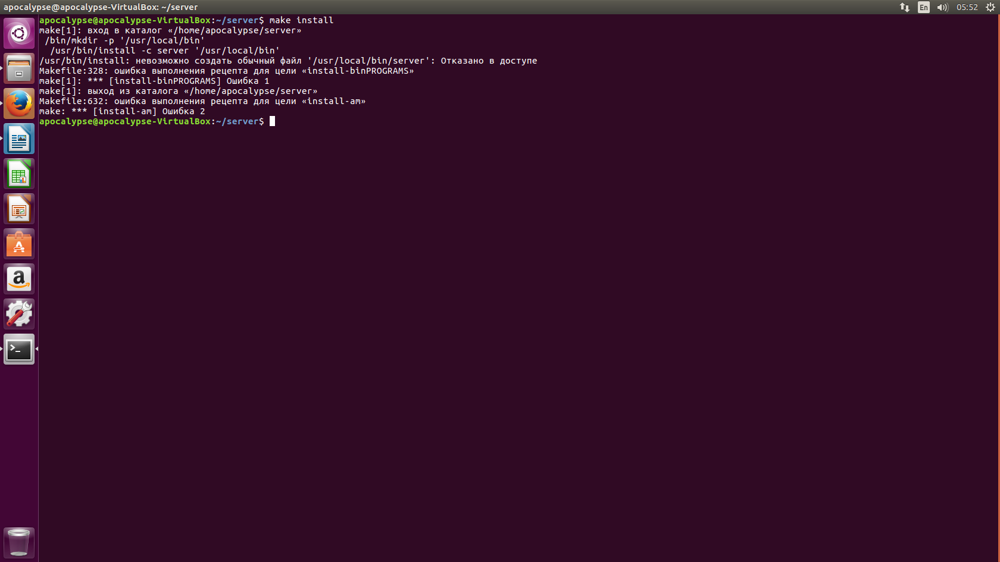 apocalypse@apocalypse-VirtualBox: ~/server
En
05:52
apocalypse@apocalypse-VirtualBox:~/server$ make install
make[1]: вход в каталог «/home/apocalypse/server»
/bin/mkdir -p '/usr/local/bin'
/usr/bin/install -c server '/usr/local/bin'
/usr/bin/install: невозможно создать обычный файл '/usr/local/bin/server': Отказано в доступе
Makefile:328: ошибка выполнения рецепта для цели «install-binPROGRAMS»
make[1]: *** [install-binPROGRAMS] Ошибка 1
make[1]: выход из каталога «/home/apocalypse/server»
Makefile:632: ошибка выполнения рецепта для цели «install-am»
make: *** [install-am] Ошибка 2
apocalypse@apocalypse-VirtualBox:~/server$